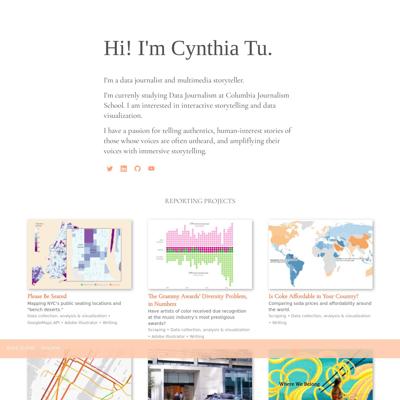 Hi! I'm Cynthia Tu.
I'm a data journalist and multimedia storyteller.
I'm currenly studying Data Journalism at Columbia Journalism
School. I am interested in interactive storytelling and data
visualization.
I have a passion for telling authentics, human-interest stories of
those whose voices are often unheard, and amplifiying their
voices with immersive storytelling.
REPORTING PROJECTS
Please Be Seated
Mapping NYC's public seating locations and
"bench deserts."
Data collection, analysis & visualization •
GoogleMaps API • Adobe Illustrator • Writing
The Grammy Awards' Diversity Problem,
in Numbers
Have artists of color received due recognition
at the music industry's most prestigious
awards?
Scraping • Data collection, analysis & visualization
• Adobe Illustrator • Writing
Is Coke Affordable in Your Country?
Comparing soda prices and affordability around
the world.
Scraping • Data collection, analysis & visualization
• Adobe Illustrator • Writing
Where We Belong